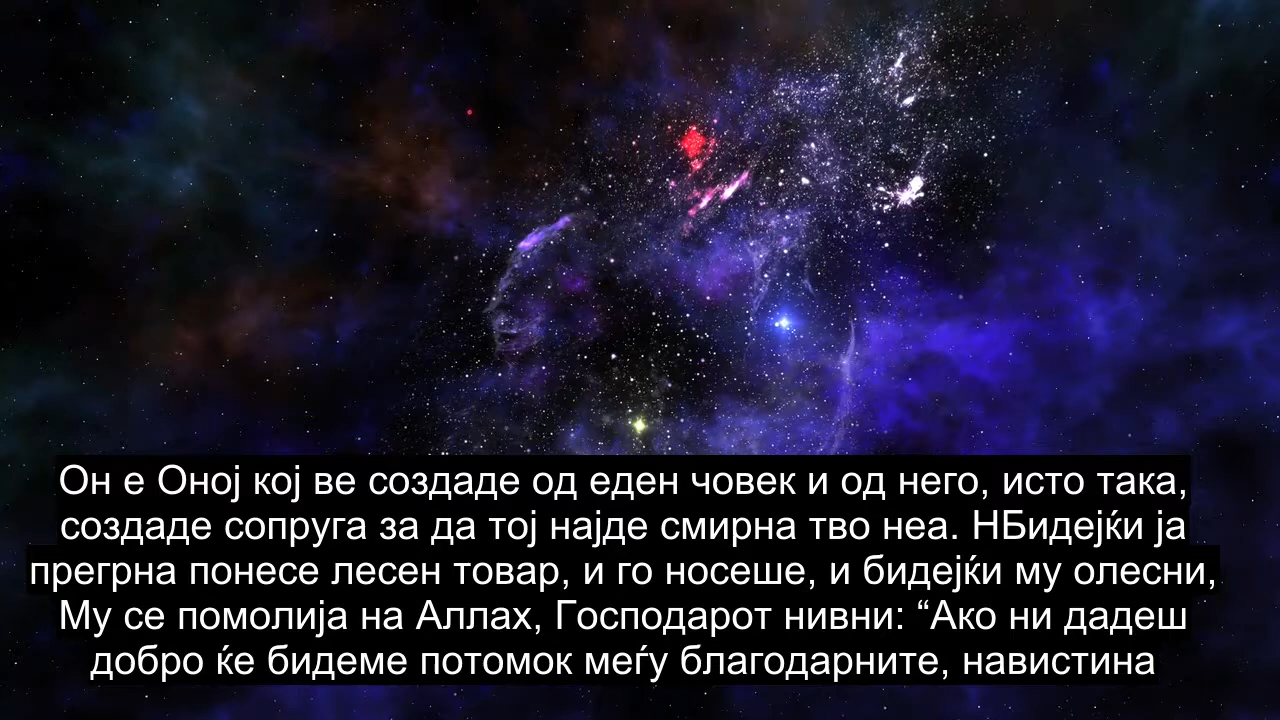 Он е Оној кој ве создаде од еден човек и од него, исто така,
создаде сопруга за да тој најде смирна тво неа. НБидејќи ја
прегрна понесе лесен товар, и го носеше, и бидејќи му олесни,
Му се помолија на Аллах, Господарот нивни: “Ако ни дадеш
добро ќе бидеме потомок меѓу благодарните, навистина